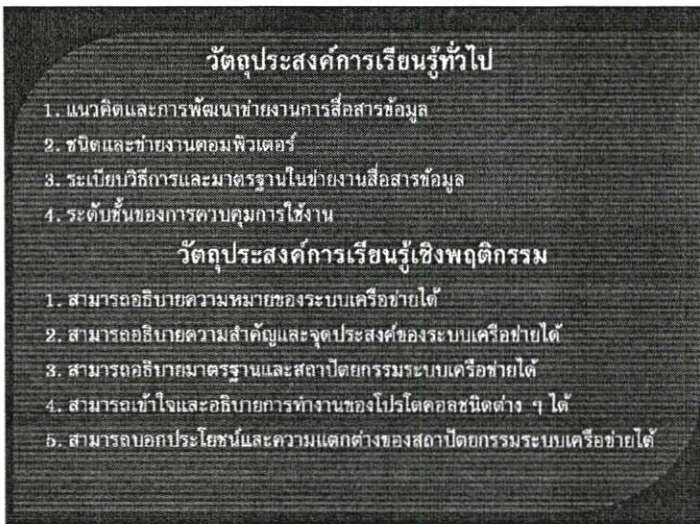 วัตถุประสงค์การเรียนรู้ทั่วไป
1. แนวคิดและการพัฒนาข่ายงานการสื่อสารข้อมูล
2. ชนิดและข่ายงานคอมพิวเตอร์
3. ระเบียบวิธีการและมาตรฐานในข่ายงานสื่อสารข้อมูล
4. ระดับชั้นของการควบคุมการใช้งาน
วัตถุประสงค์การเรียนรู้เชิงพฤติกรรม
1. สามารถอธิบายความหมายของระบบเครือข่ายได้
2. สามารถอธิบายความสำคัญและจุดประสงค์ของระบบเครือข่ายได้
3. สามารถอธิบายมาตรฐานและสถาปัตยกรรมระบบเครือข่ายได้
4. สามารถเข้าใจและอธิบายการทำงานของโปรโตคอลชนิดต่าง ๆ ได้
5. สามารถบอกประโยชน์และความแตกต่างของสถาปัตยกรรมระบบเครือข่ายได้